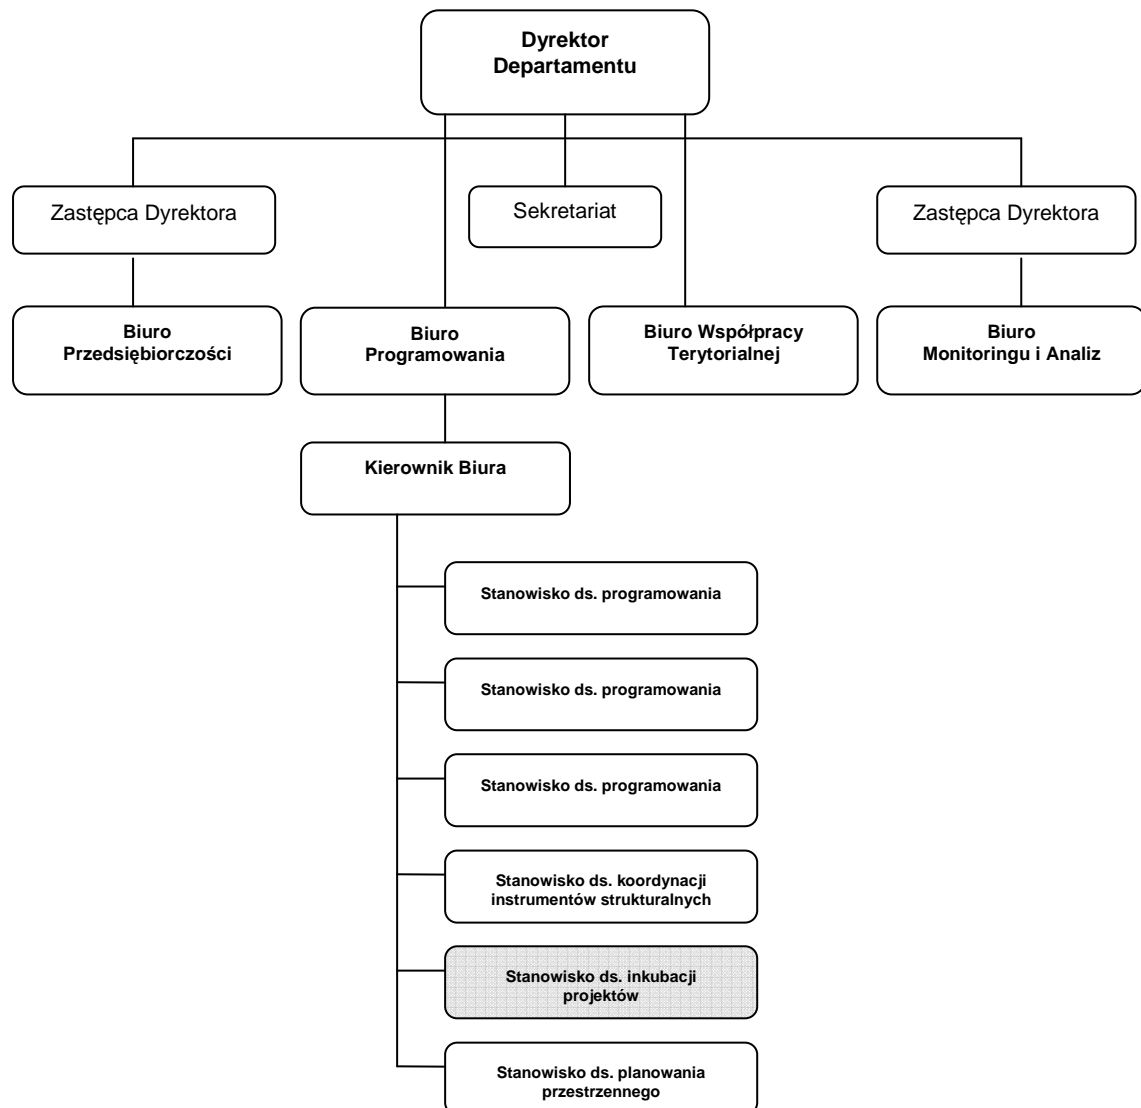 Dyrektor
Departamentu
Zastępca Dyrektora
Sekretariat
Zastępca Dyrektora
Biuro
Przedsiębiorczości
Biuro
Programowania
Biuro Współpracy
Terytorialnej
Biuro
Monitoringu i Analiz
Kierownik Biura
Stanowisko ds. programowania
Stanowisko ds. programowania
Stanowisko ds. programowania
Stanowisko ds. koordynacji
instrumentów strukturalnych
Stanowisko ds. inkubacji
projektów
Stanowisko ds. planowania
przestrzennego